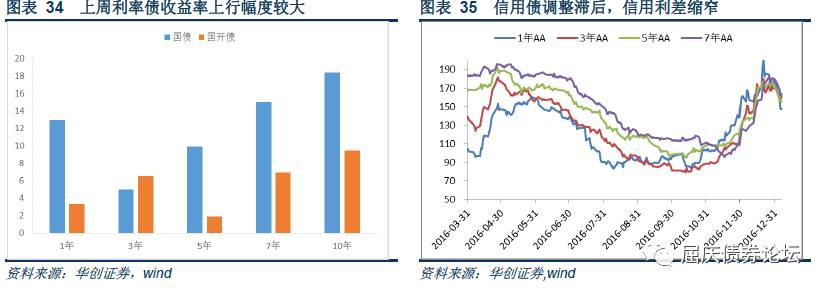 图表 34 上周利率债收益率上行幅度较大
国债 国开债
20
18
16
14
12
10
8
6
4
2
0
1年 3年 5年 7年 10年
资料来源：华创证券，wind
图表 35 信用债调整滞后，信用利差缩窄
1年AA 3年AA 5年AA 7年AA
190
170
150
130
110
90
70
50
2016-03-31 2016-04-30 2016-05-31 2016-06-30 2016-07-31 2016-08-31 2016-09-30 2016-10-31 2016-11-30 2016-12-31
屈庆债券论坛
资料来源：华创证券,wind